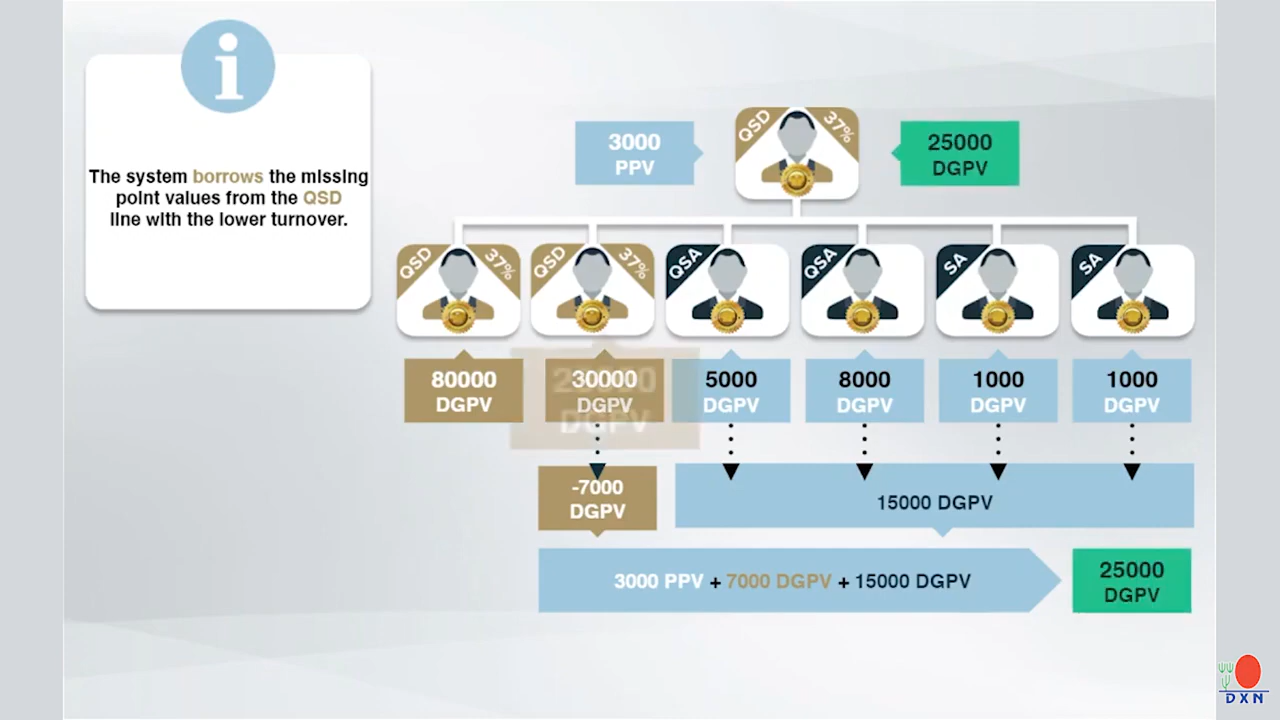 The system borrows the missing
point values from the QSD
line with the lower turnover.
3000
PPV
QSD
37%
25000
DGPV
QSD
37%
QSD
37%
QSA
QSA
SA
SA
80000
DGPV
30000
DGPV
5000
DGPV
8000
DGPV
1000
DGPV
1000
DGPV
-7000
DGPV
15000 DGPV
3000 PPV + 7000 DGPV + 15000 DGPV
25000
DGPV
DXN